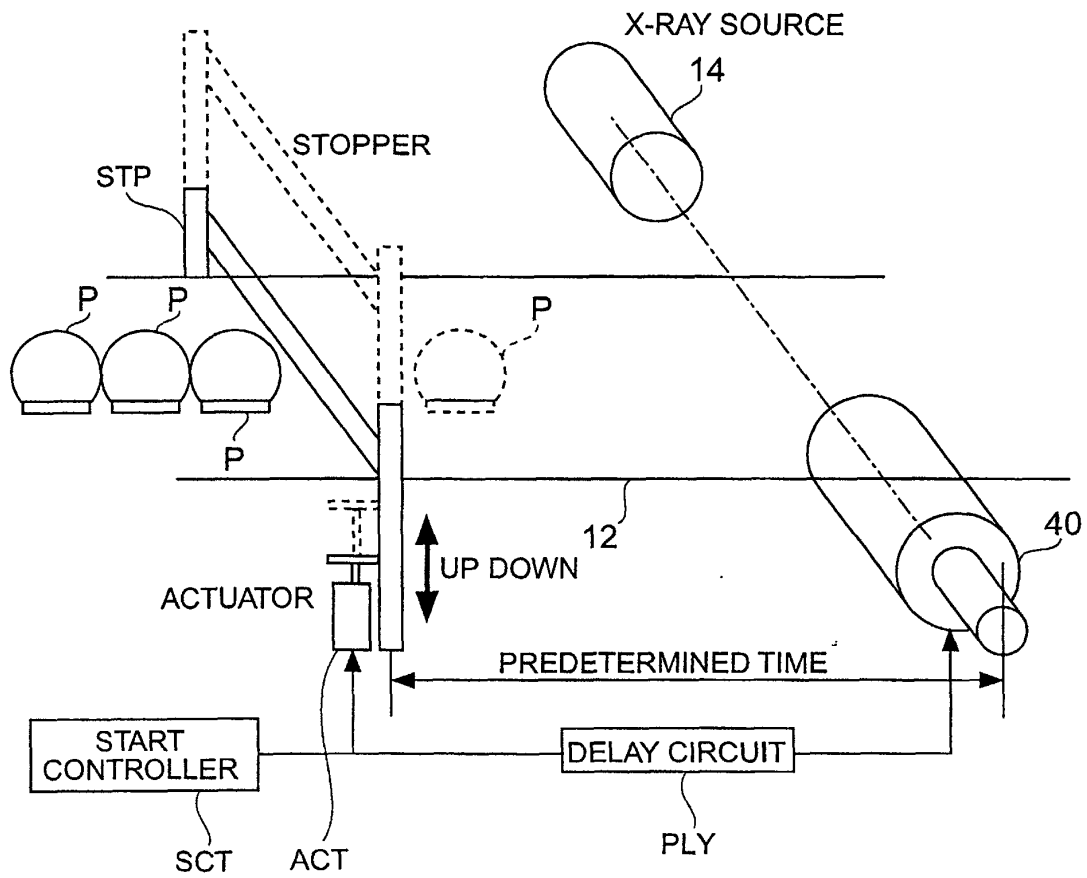 X-RAY SOURCE
14
STOPPER
STP
P
P
P
P
12
40
UP DOWN
ACTUATOR
PREDETERMINED TIME
START
CONTROLLER
DELAY CIRCUIT
SCT
ACT
PLY